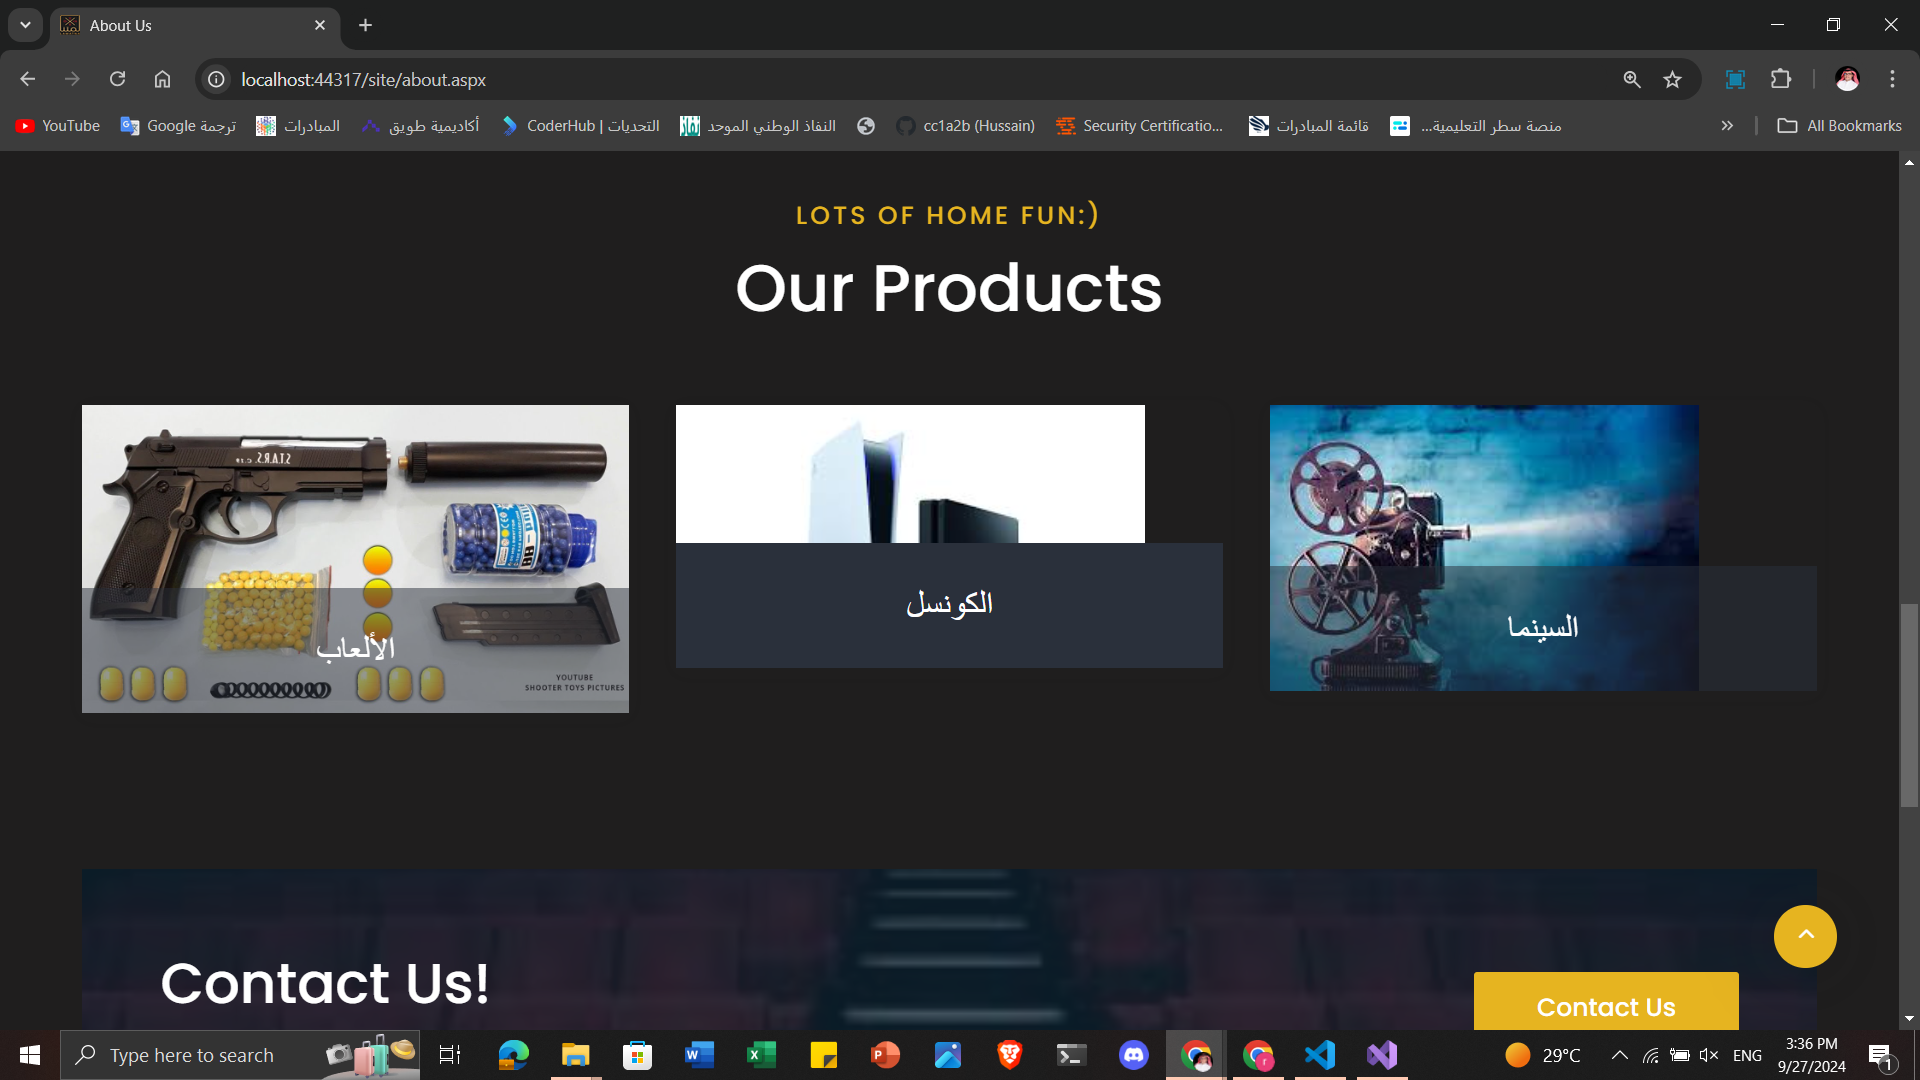 About Us
localhost:44317/site/about.aspx
YouTube
ترجمة Google
المبادرات
أكاديمية طويق
CoderHub | التحديات
النفاذ الوطني الموحد
cc1a2b (Hussain)
Security Certificatio...
قائمة المبادرات
منصة سطر التعليمية...
All Bookmarks
LOTS OF HOME FUN:)
Our Products
S.T.A.R.S.
الألعاب
YOUTUBE
SHOOTER TOYS PICTURES
الكونسل
السينما
Contact Us!
Contact Us
Type here to search
29°C
ENG
3:36 PM
9/27/2024
1